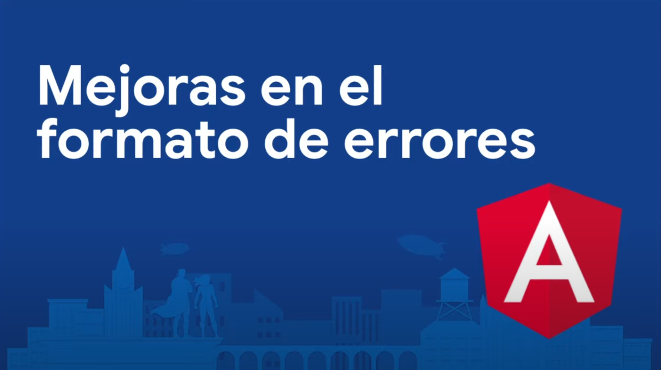 Mejoras en el
formato de errores
A